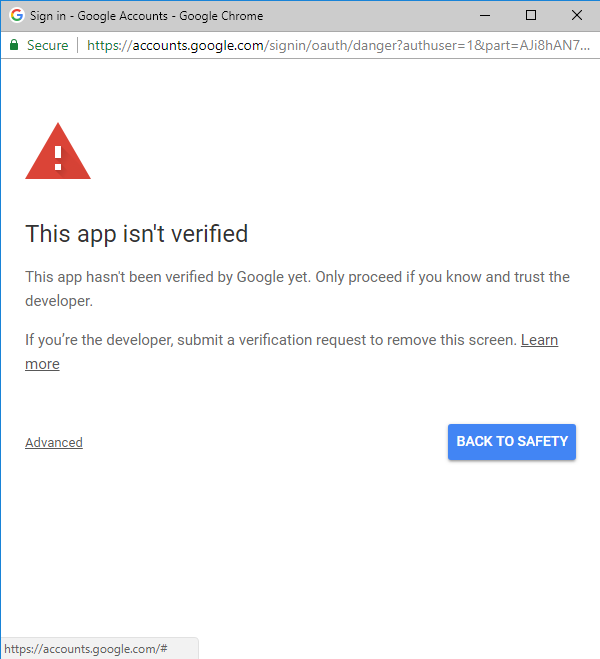 Sign in - Google Accounts - Google Chrome
Secure https://accounts.google.com/signin/oauth/danger?authuser=1&part=AJi8hAN7...
This app isn't verified
This app hasn't been verified by Google yet. Only proceed if you know and trust the
developer.
If you’re the developer, submit a verification request to remove this screen. Learn
more
Advanced
BACK TO SAFETY
https://accounts.google.com/#